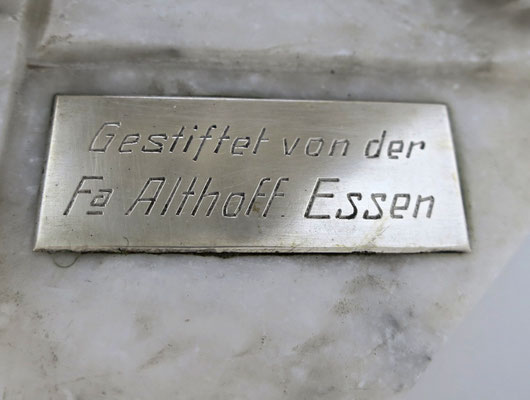 Gestiftet von der
Fa Althoff. Essen